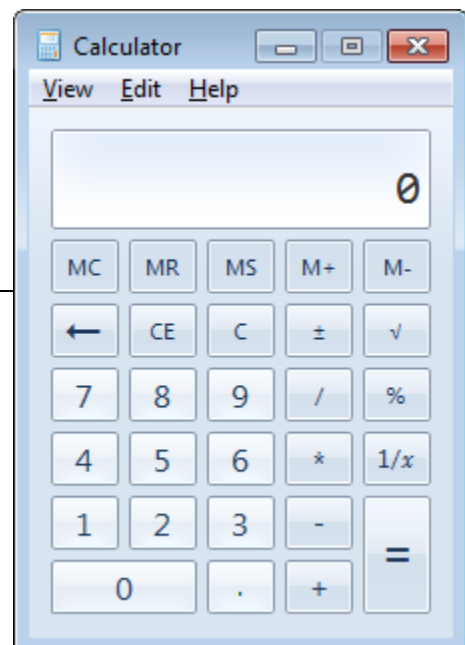 Calculator
View Edit Help
0
MC MR MS M+ M-
← CE C ± √
7 8 9 / %
4 5 6 * 1/x
1 2 3 - =
0 . +